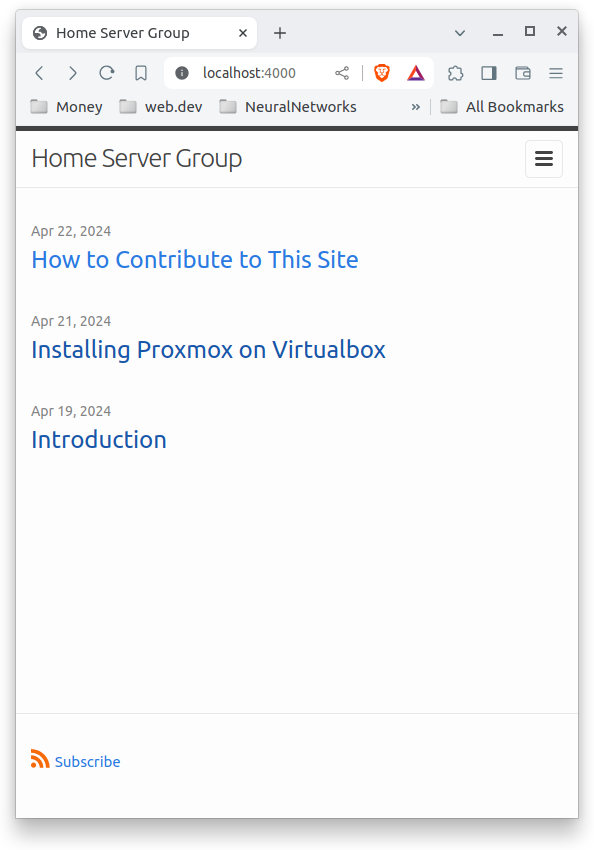 Home Server Group
localhost:4000
Money web.dev NeuralNetworks » All Bookmarks
Home Server Group
Apr 22, 2024
How to Contribute to This Site
Apr 21, 2024
Installing Proxmox on Virtualbox
Apr 19, 2024
Introduction
Subscribe